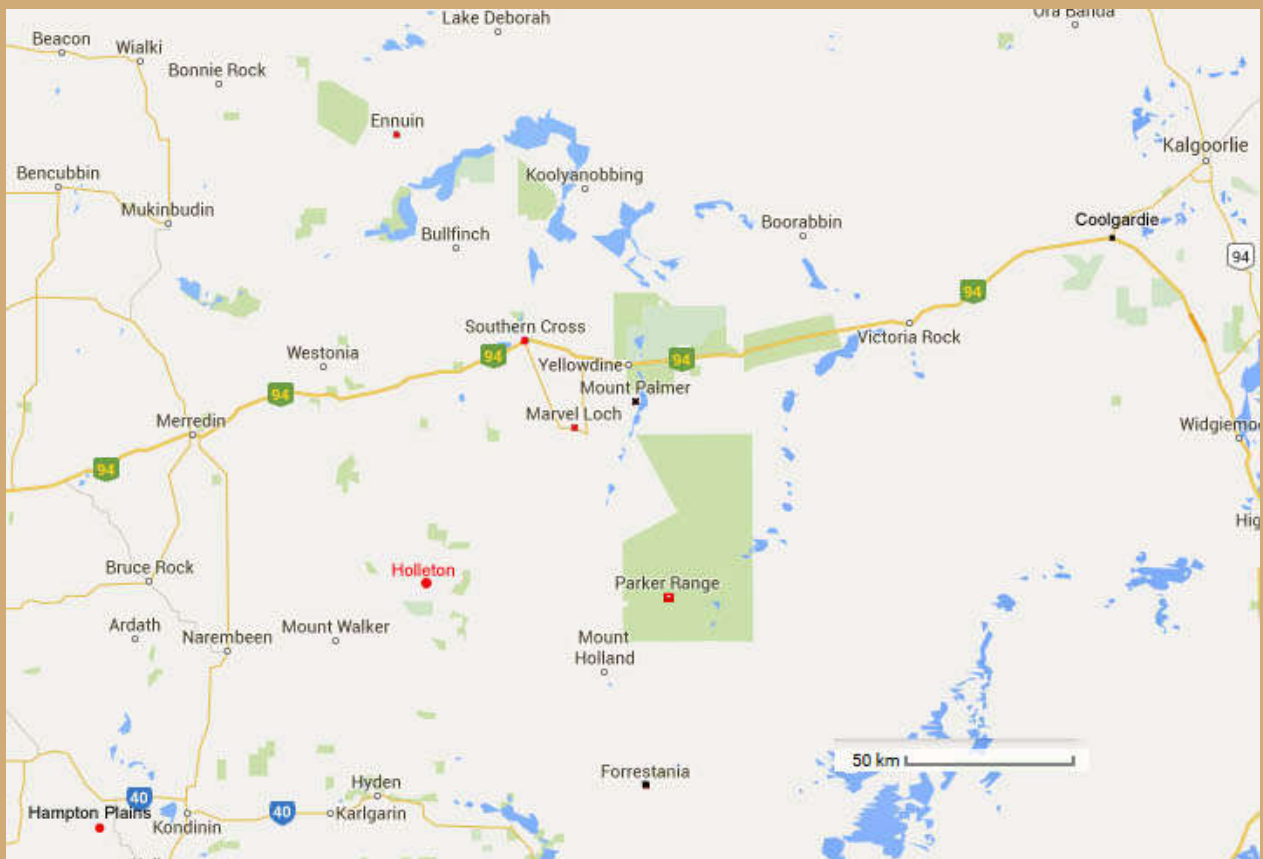 Lake Deborah
Ora Banda
Beacon
Wialki
Bonnie Rock
Ennuin
Kalgoorlie
Bencubbin
Koolyanobbing
Mukinbudin
Coolgardie
Boorabbin
Bullfinch
94
94
Southern Cross
Victoria Rock
Westonia
94
Yellowdine
94
Mount Palmer
94
Marvel Loch
Merredin
Widgiemoo
94
Hig
Bruce Rock
Holleton
Parker Range
Ardath
Mount Walker
Narembeen
Mount
Holland
50 km
Forrestania
Hyden
40
Hampton Plains
40
Karlgarin
Kondinin